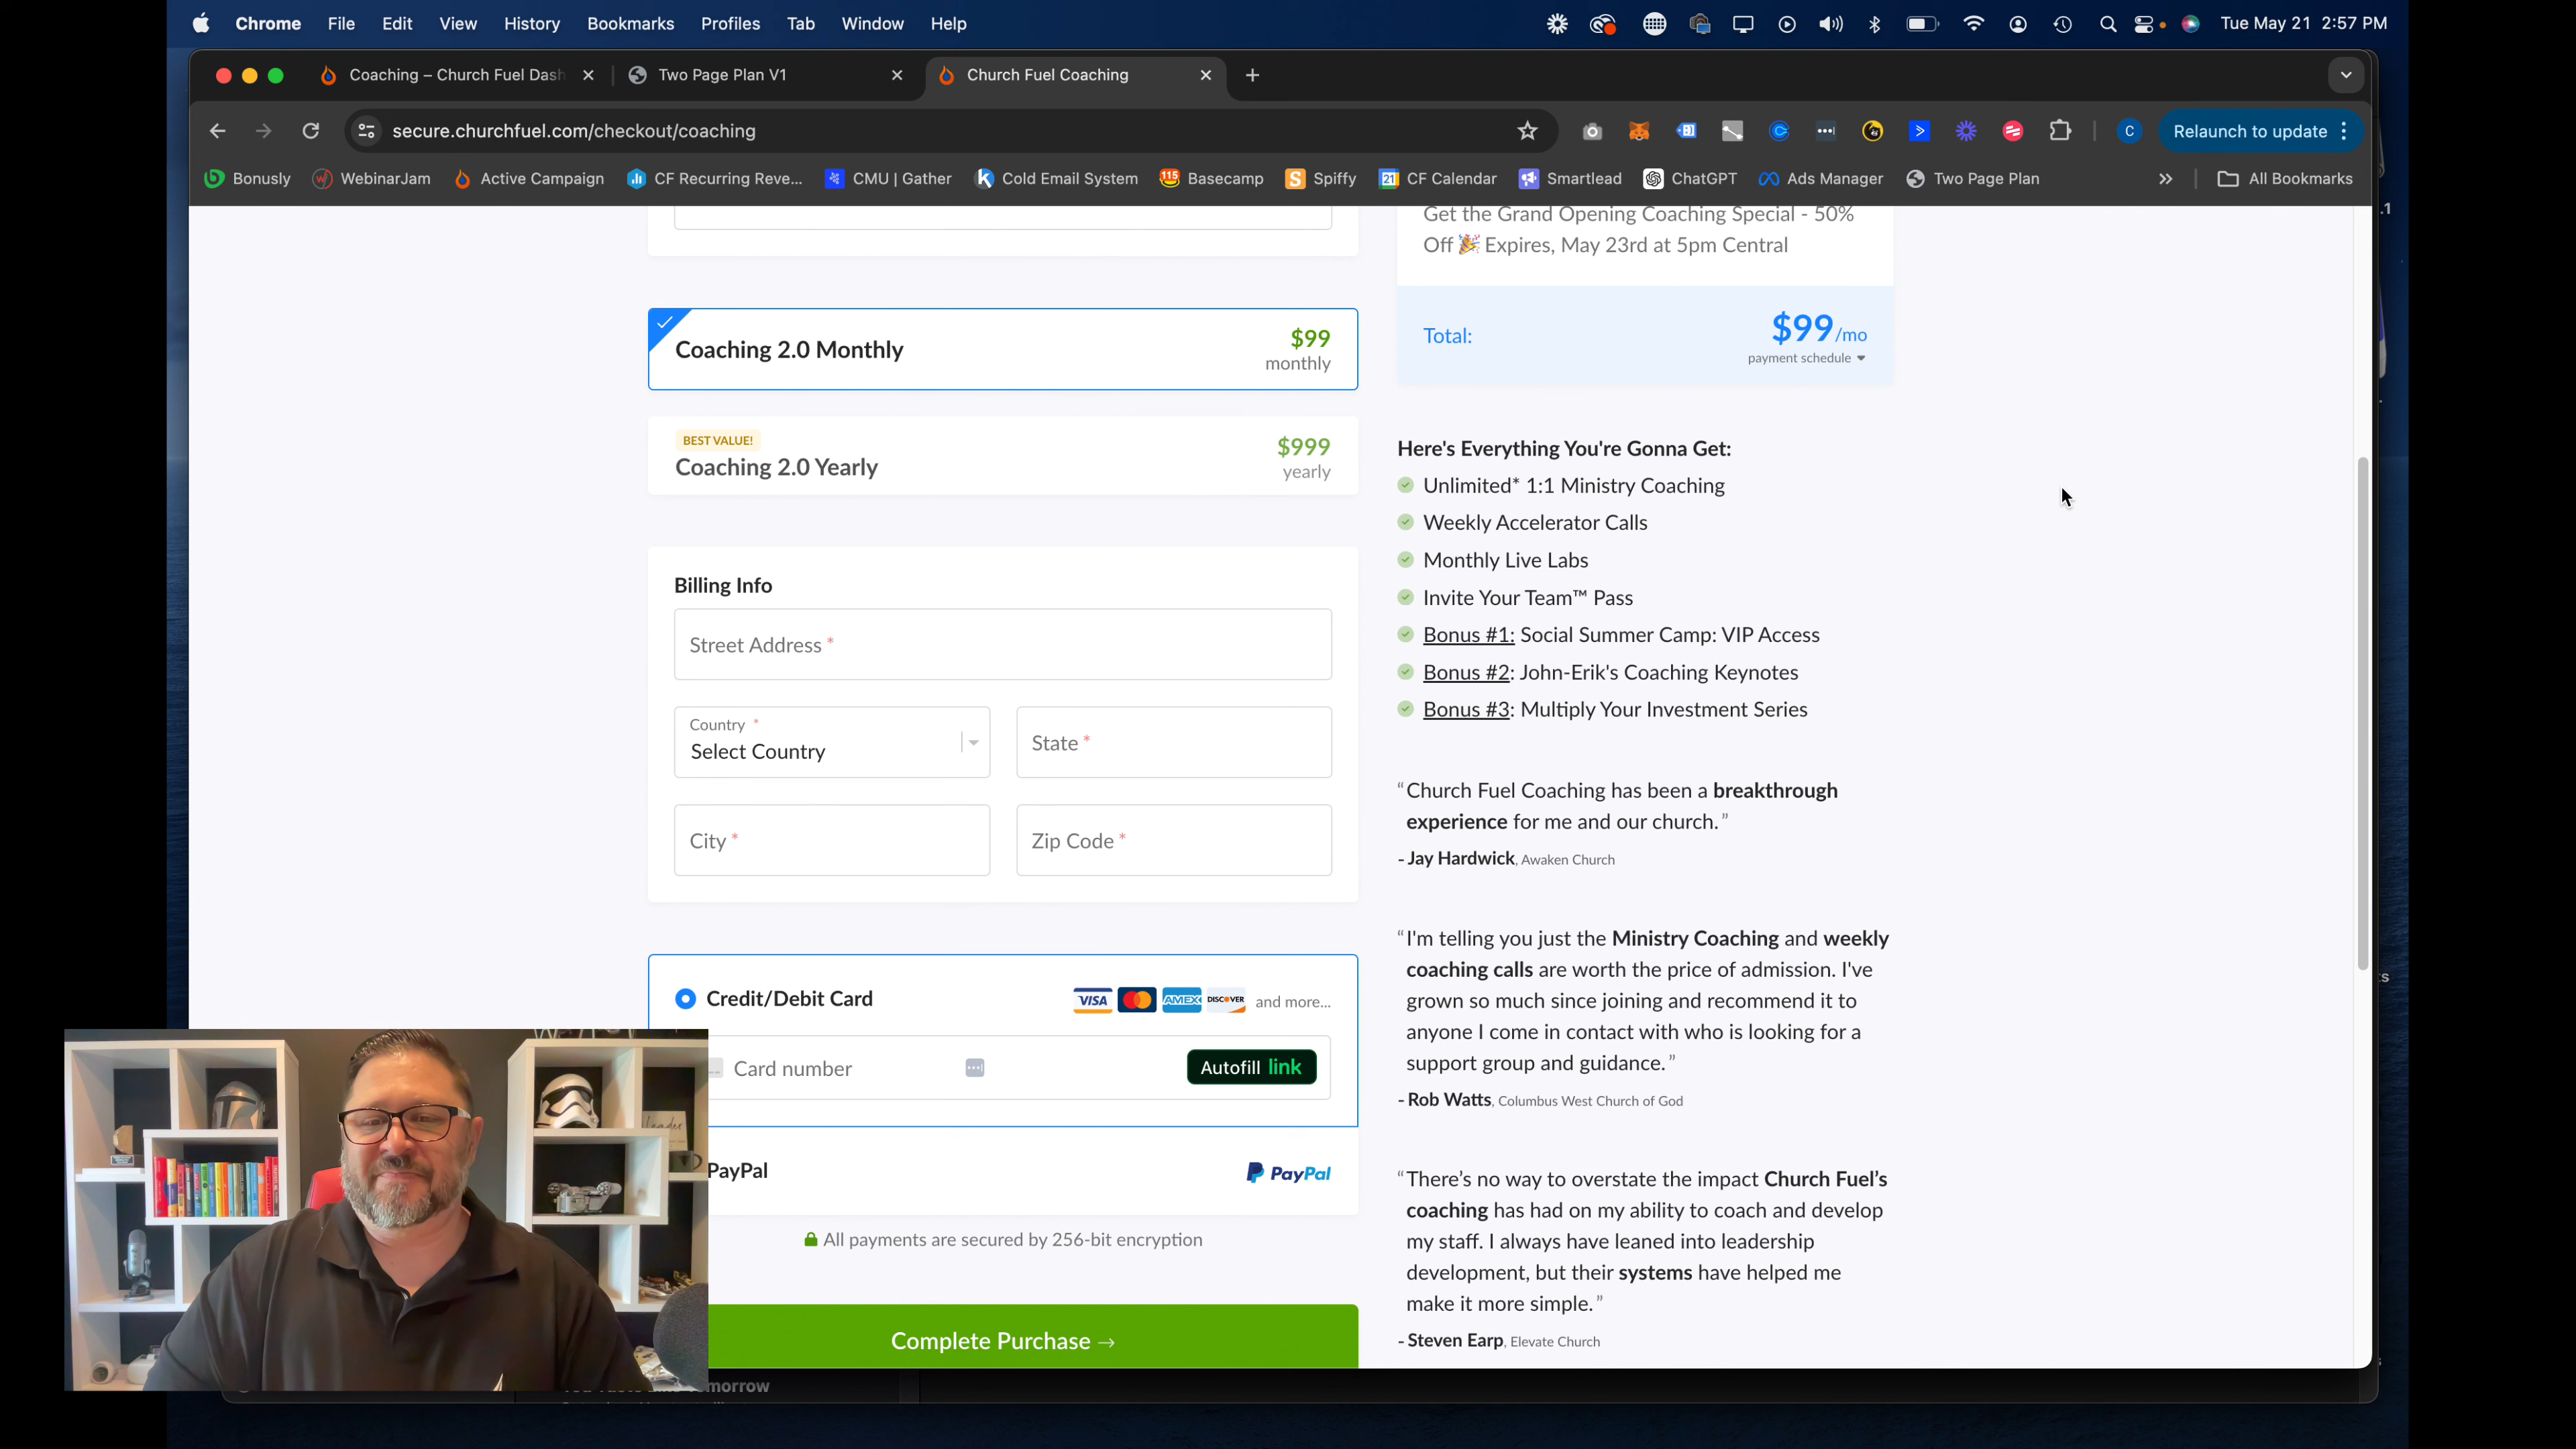 Chrome File Edit View History Bookmarks Profiles Tab Window Help
Tue May 21 2:57 PM
Coaching – Church Fuel Dash
Two Page Plan V1
Church Fuel Coaching
secure.churchfuel.com/checkout/coaching
C
Relaunch to update
Bonusly
WebinarJam
Active Campaign
CF Recurring Reve...
CMU | Gather
Cold Email System
115
Basecamp
S
Spiffy
21
CF Calendar
Smartlead
ChatGPT
Ads Manager
Two Page Plan
All Bookmarks
Coaching 2.0 Monthly
$99
monthly
BEST VALUE!
Coaching 2.0 Yearly
$999
yearly
Billing Info
Street Address *
Country *
Select Country
State *
City *
Zip Code *
Credit/Debit Card
VISA
AMEX
DISCOVER
and more...
Card number
Autofill link
PayPal
PayPal
All payments are secured by 256-bit encryption
Complete Purchase →
Get the Grand Opening Coaching Special - 50%
Off 🎉 Expires, May 23rd at 5pm Central
Total:
$99/mo
payment schedule
Here's Everything You're Gonna Get:
Unlimited* 1:1 Ministry Coaching
Weekly Accelerator Calls
Monthly Live Labs
Invite Your Team™ Pass
Bonus #1: Social Summer Camp: VIP Access
Bonus #2: John-Erik's Coaching Keynotes
Bonus #3: Multiply Your Investment Series
“Church Fuel Coaching has been a breakthrough
experience for me and our church.”
- Jay Hardwick, Awaken Church
“I'm telling you just the Ministry Coaching and weekly
coaching calls are worth the price of admission. I've
grown so much since joining and recommend it to
anyone I come in contact with who is looking for a
support group and guidance.”
- Rob Watts, Columbus West Church of God
“There’s no way to overstate the impact Church Fuel’s
coaching has had on my ability to coach and develop
my staff. I always have leaned into leadership
development, but their systems have helped me
make it more simple.”
- Steven Earp, Elevate Church